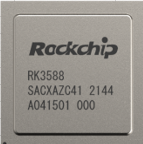 Rockchip
RK3588
SACXAZC41 2144
A041501 000